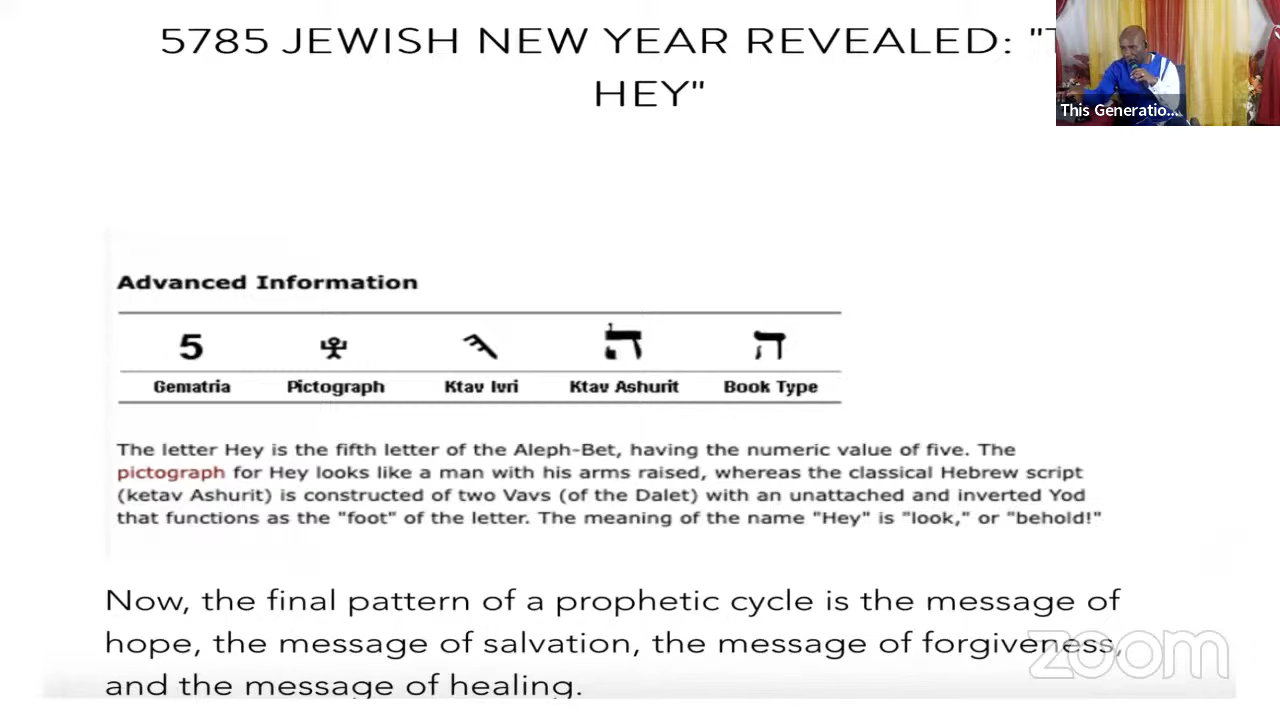 5785 JEWISH NEW YEAR REVEALED: "
HEY"
This Generatio...
Advanced Information
5
ה
ה
Gematria Pictograph Ktav Ivri Ktav Ashurit Book Type
The letter Hey is the fifth letter of the Aleph-Bet, having the numeric value of five. The
pictograph for Hey looks like a man with his arms raised, whereas the classical Hebrew script
(ketav Ashurit) is constructed of two Vavs (of the Dalet) with an unattached and inverted Yod
that functions as the "foot" of the letter. The meaning of the name "Hey" is "look," or "behold!"
Now, the final pattern of a prophetic cycle is the message of
hope, the message of salvation, the message of forgiveness,
and the message of healing.
zoom